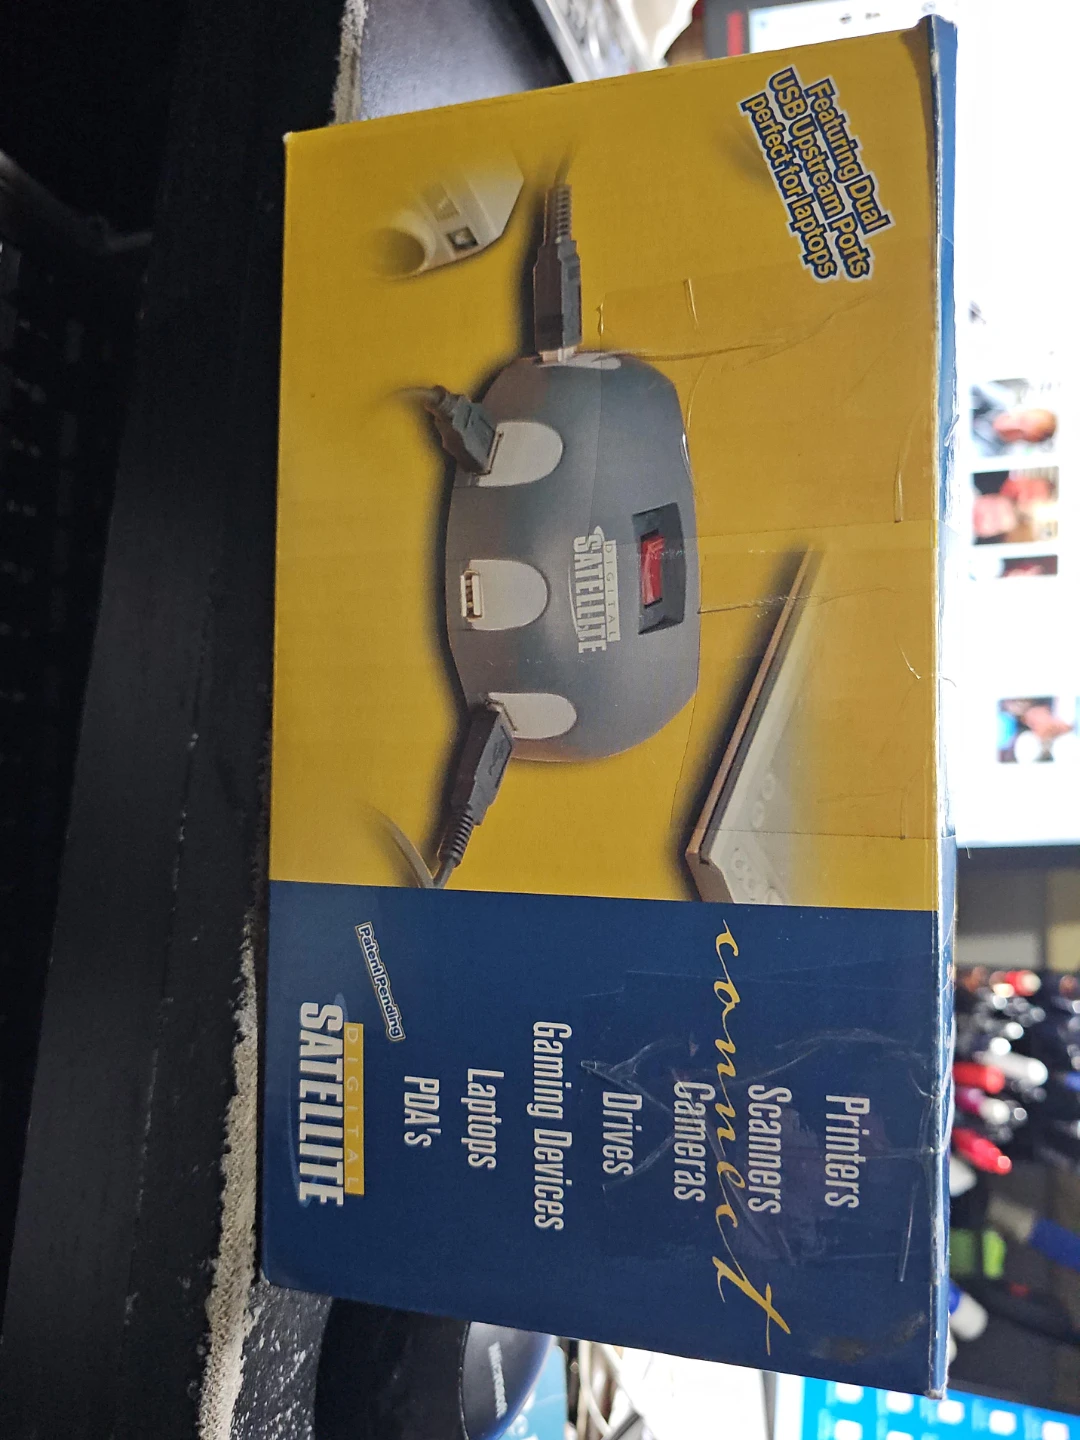 Featuring Dual
USB Upstream Ports
perfect for laptops
DIGITAL
SATELLITE
connect
Printers
Scanners
Cameras
Drives
Gaming Devices
Laptops
PDA's
Patent Pending
DIGITAL
SATELLITE
Microsoft